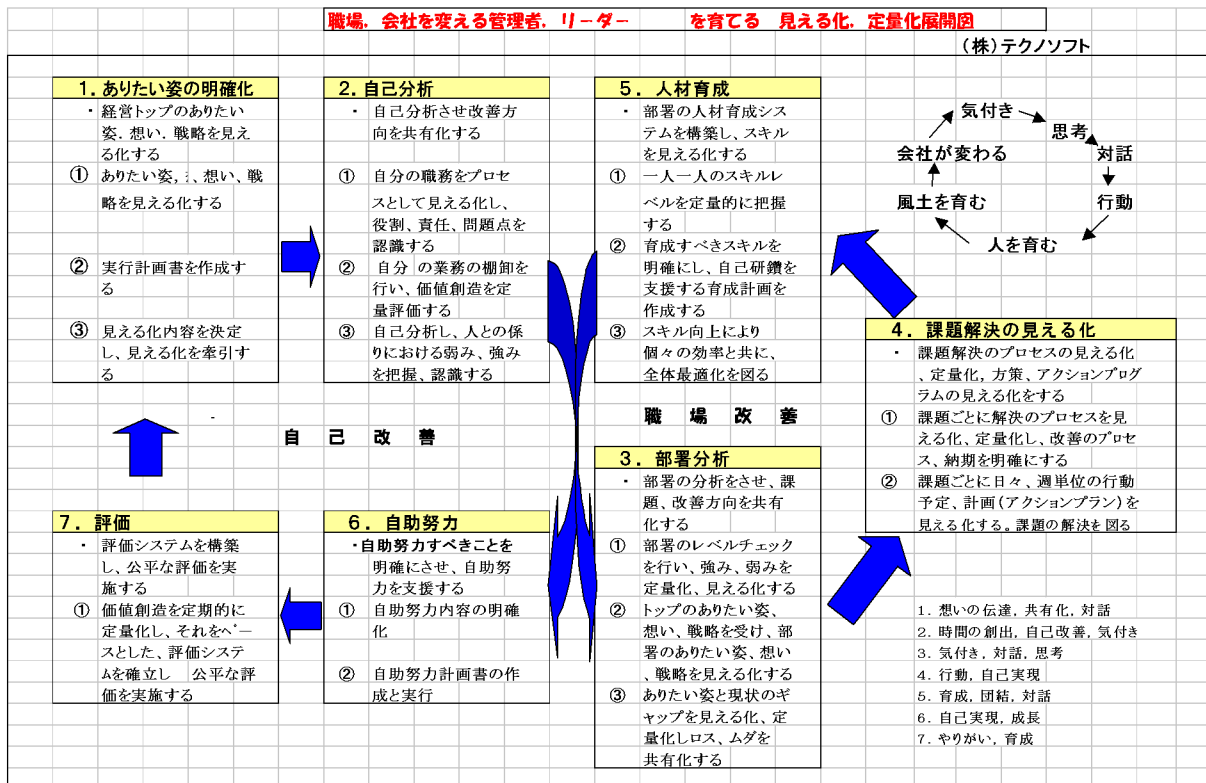 職場．会社を変える管理者．リーダー　を育てる　見える化．定量化展開図
（株）テクノソフト
1．ありたい姿の明確化
・ 経営トップのありたい
姿．想い．戦略を見え
る化する
① ありたい姿，想い、戦
略を見える化する
② 実行計画書を作成す
る
③ 見える化内容を決定
し、見える化を牽引す
る
2．自己分析
・ 自己分析させ改善方
向を共有化する
① 自分の職務をプロセ
スとして見える化し、
役割、責任、問題点を
認識する
② 自分の業務の棚卸を
行い、価値創造を定
量評価する
③ 自己分析し、人との係
りにおける弱み、強み
を把握、認識する
5．人材育成
・ 部署の人材育成シス
テムを構築し、スキル
を見える化する
① 一人一人のスキルレ
ベルを定量的に把握
する
② 育成すべきスキルを
明確にし、自己研鑽を
支援する育成計画を
作成する
③ スキル向上により
個々の効率と共に、
全体最適化を図る
気付き
思考
対話
行動
人を育む
風土を育む
会社が変わる
4．課題解決の見える化
・ 課題解決のプロセスの見える化
、定量化，方策、アクションプログ
ラムの見える化をする
① 課題ごとに解決のプロセスを見
える化、定量化し、改善のプロセ
ス、納期を明確にする
② 課題ごとに日々、週単位の行動
予定、計画（アクションプラン）を
見える化する。課題の解決を図る
自己改善
職場改善
3．部署分析
・ 部署の分析をさせ、課
題、改善方向を共有
化する
① 部署のレベルチェック
を行い、強み、弱みを
定量化、見える化する
② トップのありたい姿、
想い、戦略を受け、部
署のありたい姿、想い
、戦略を見える化する
③ ありたい姿と現状のギ
ャップを見える化、定
量化しロス、ムダを
共有化する
7．評価
・ 評価システムを構築
し、公平な評価を実
施する
① 価値創造を定期的に
定量化し、それをベー
スとした、評価システ
ムを確立し　公平な評
価を実施する
6．自助努力
・自助努力すべきことを
明確にさせ、自助努
力を支援する
① 自助努力内容の明確
化
② 自助努力計画書の作
成と実行
1．想いの伝達，共有化，対話
2．時間の創出，自己改善，気付き
3．気付き，対話，思考
4．行動，自己実現
5．育成，団結，対話
6．自己実現，成長
7．やりがい，育成